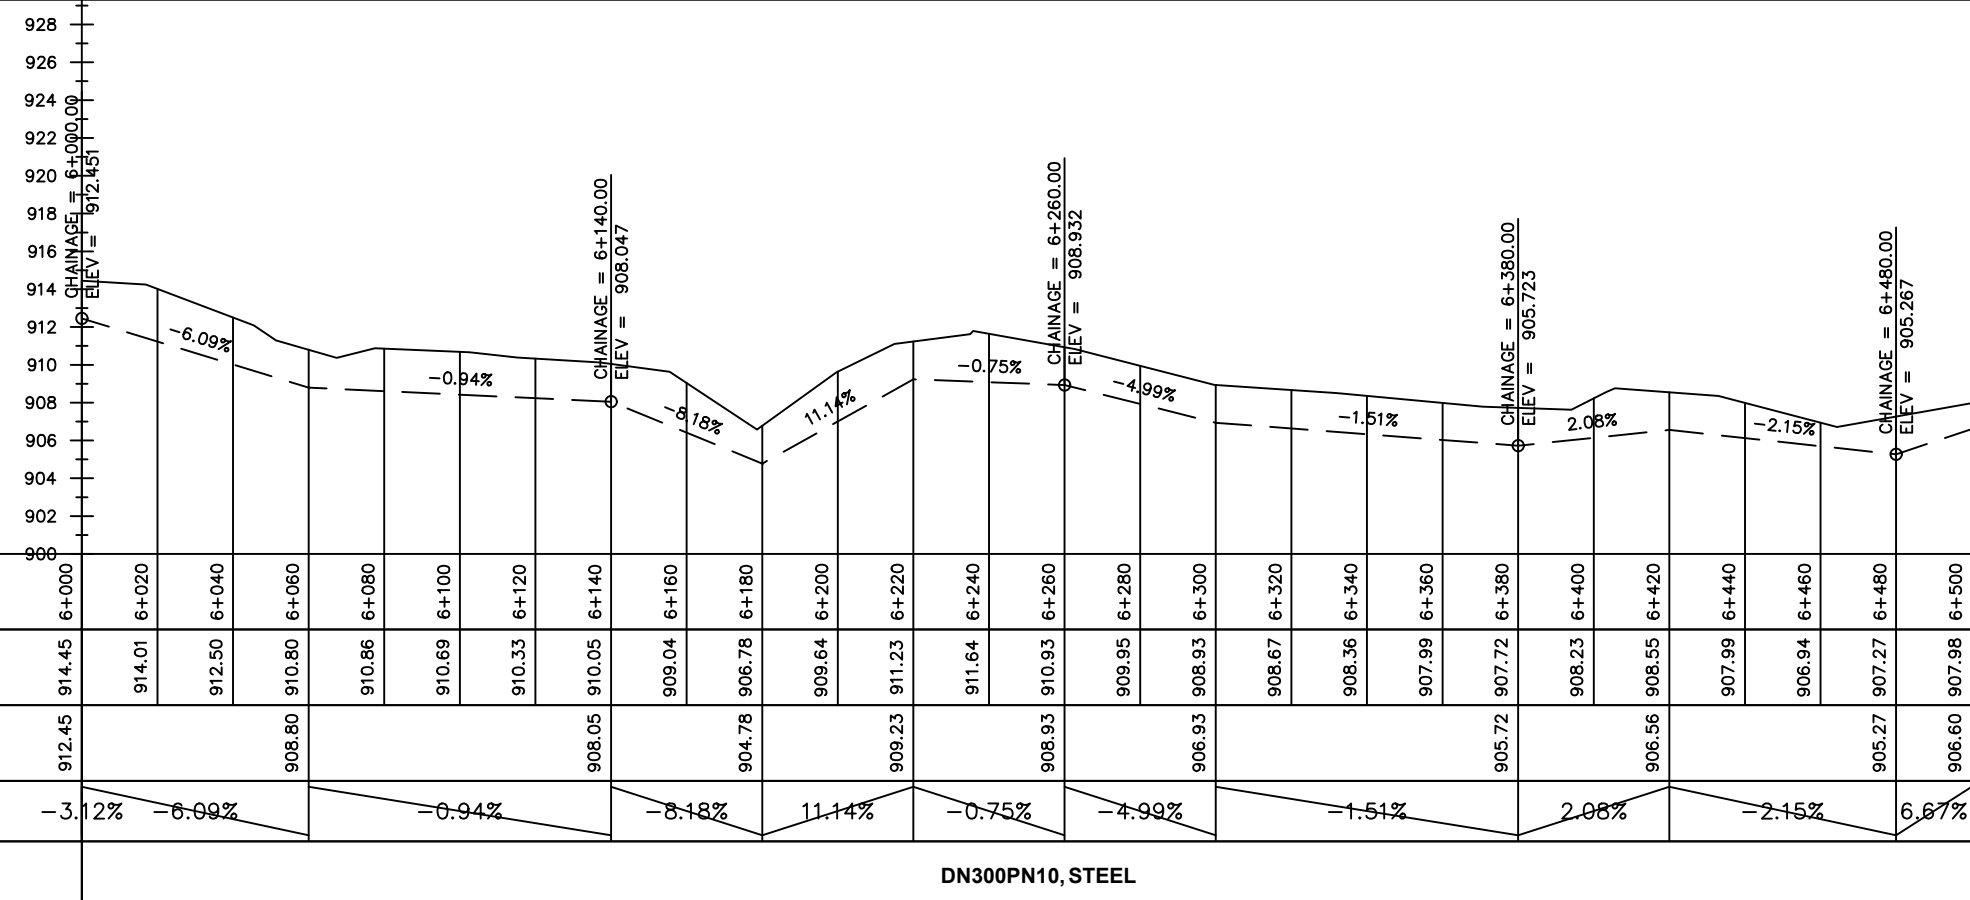 928
926
924
922
920
918
916
914
912
910
908
906
904
902
900
CHAINAGE = 6+000.00
ELEV = 912.451
CHAINAGE = 6+140.00
ELEV = 908.047
CHAINAGE = 6+260.00
ELEV = 908.932
CHAINAGE = 6+380.00
ELEV = 905.723
CHAINAGE = 6+480.00
ELEV = 905.267
-6.09% -0.94% -8.18% 11.14% -0.75% -4.99% -1.51% 2.08% -2.15%
6+000 6+020 6+040 6+060 6+080 6+100 6+120 6+140 6+160 6+180 6+200 6+220 6+240 6+260 6+280 6+300 6+320 6+340 6+360 6+380 6+400 6+420 6+440 6+460 6+480 6+500
914.45 914.01 912.50 910.80 910.86 910.69 910.33 910.05 909.04 906.78 909.64 911.23 911.64 910.93 909.95 908.93 908.67 908.36 907.99 907.72 908.23 908.55 907.99 906.94 907.27 907.98
912.45 908.80 908.05 904.78 909.23 908.93 906.93 905.72 906.56 905.27 906.60
-3.12% -6.09% -0.94% -8.18% 11.14% -0.75% -4.99% -1.51% 2.08% -2.15% 6.67%
DN300PN10, STEEL